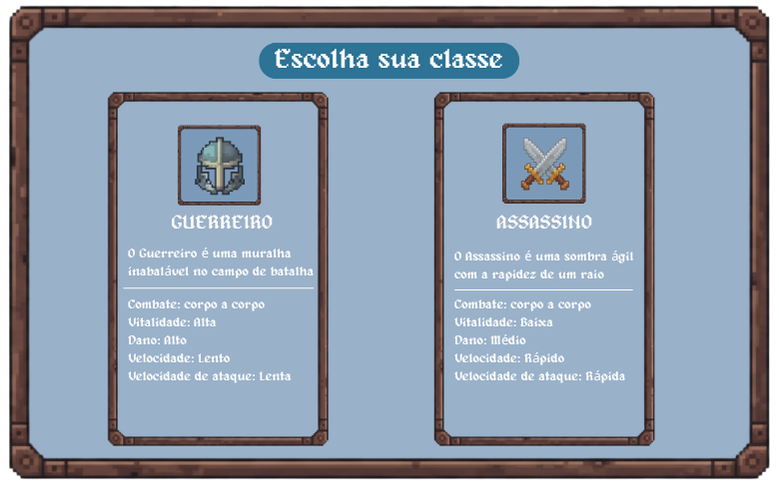 Escolha sua classe
GUERREIRO
O Guerreiro é uma muralha
inabalável no campo de batalha
Combate: corpo a corpo
Vitalidade: Alta
Dano: Alto
Velocidade: Lento
Velocidade de ataque: Lenta
ASSASSINO
O Assassino é uma sombra ágil
com a rapidez de um raio
Combate: corpo a corpo
Vitalidade: Baixa
Dano: Médio
Velocidade: Rápido
Velocidade de ataque: Rápida